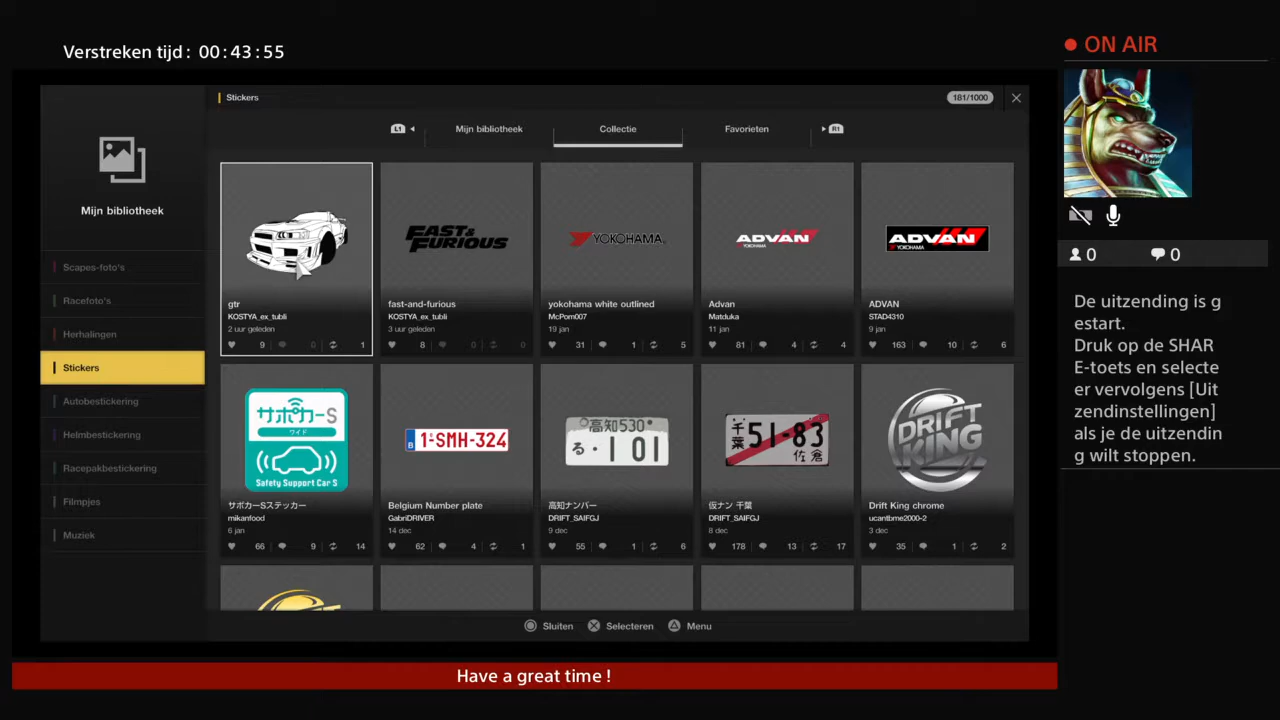 Verstreken tijd : 00:43:55
ON AIR
Stickers
181/1000
L1
Mijn bibliotheek
Collectie
Favorieten
R1
Mijn bibliotheek
Scapes-foto's
Racefoto's
Herhalingen
Stickers
Autobestickering
Helmbestickering
Racepakbestickering
Filmpjes
Muziek
gtr
KOSTYA_ex_tubli
2 uur geleden
9 0 1
FAST & FURIOUS
fast-and-furious
KOSTYA_ex_tubli
3 uur geleden
8 0 0
YOKOHAMA
yokohama white outlined
McPom007
19 jan
31 1 5
ADVAN
YOKOHAMA
Advan
Matduka
11 jan
81 4 4
ADVAN
YOKOHAMA
ADVAN
STAD4310
9 jan
163 10 6
サポカーS
ワイド
Safety Support Car S
サポカーSステッカー
mikanfood
6 jan
66 9 14
B 1-SMH-324
Belgium Number plate
GabriDRIVER
14 dec
62 4 1
高知530
る・101
高知ナンバー
DRIFT_SAIFGJ
9 dec
55 1 6
千葉 51-83
佐倉
仮ナン 千葉
DRIFT_SAIFGJ
8 dec
178 13 17
DRIFT
KING
Drift King chrome
ucantbme2000-2
3 dec
35 1 2
Sluiten
Selecteren
Menu
0 0
De uitzending is g
estart.
Druk op de SHAR
E-toets en selecte
er vervolgens [Uit
zendinstellingen]
als je de uitzendin
g wilt stoppen.
Have a great time !